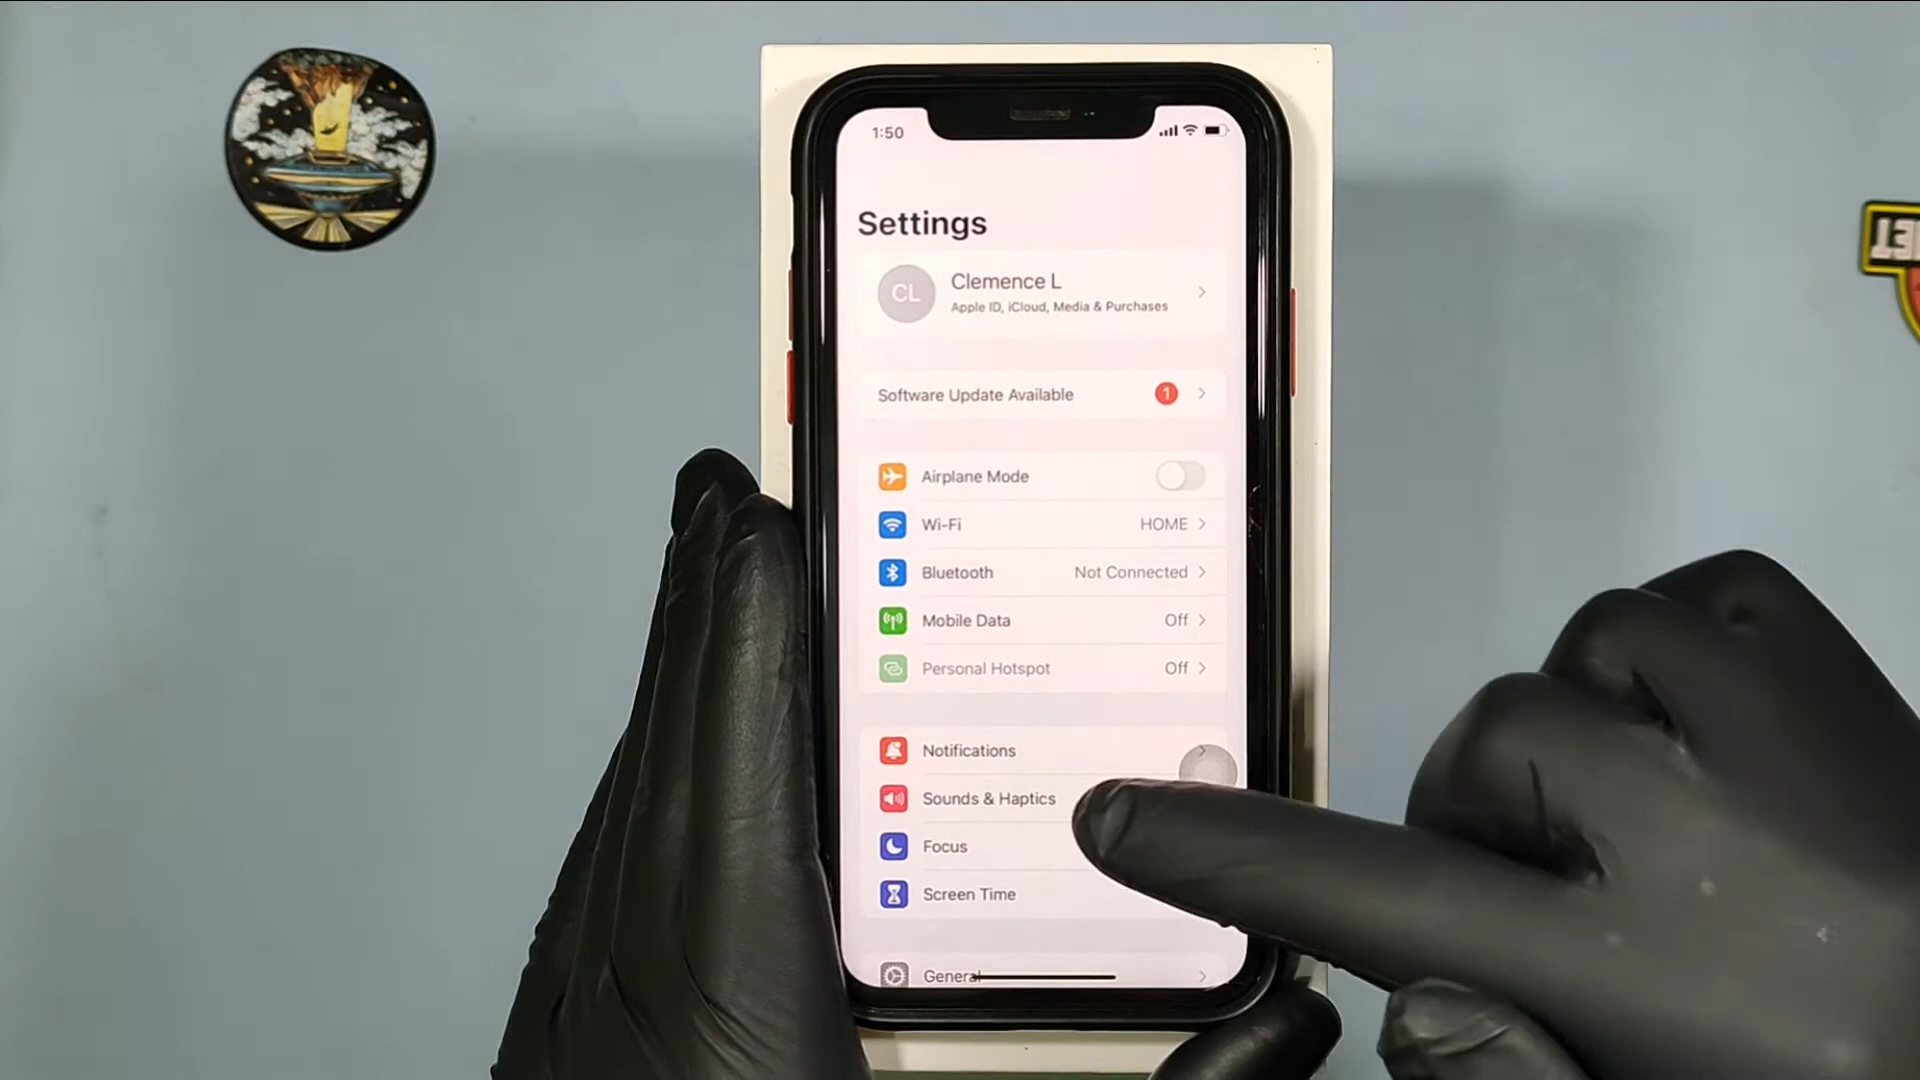 1:50
Settings
CL
Clemence L
Apple ID, iCloud, Media & Purchases
Software Update Available
1
Airplane Mode
Wi-Fi
HOME
Bluetooth
Not Connected
Mobile Data
Off
Personal Hotspot
Off
Notifications
Sounds & Haptics
Focus
Screen Time
General